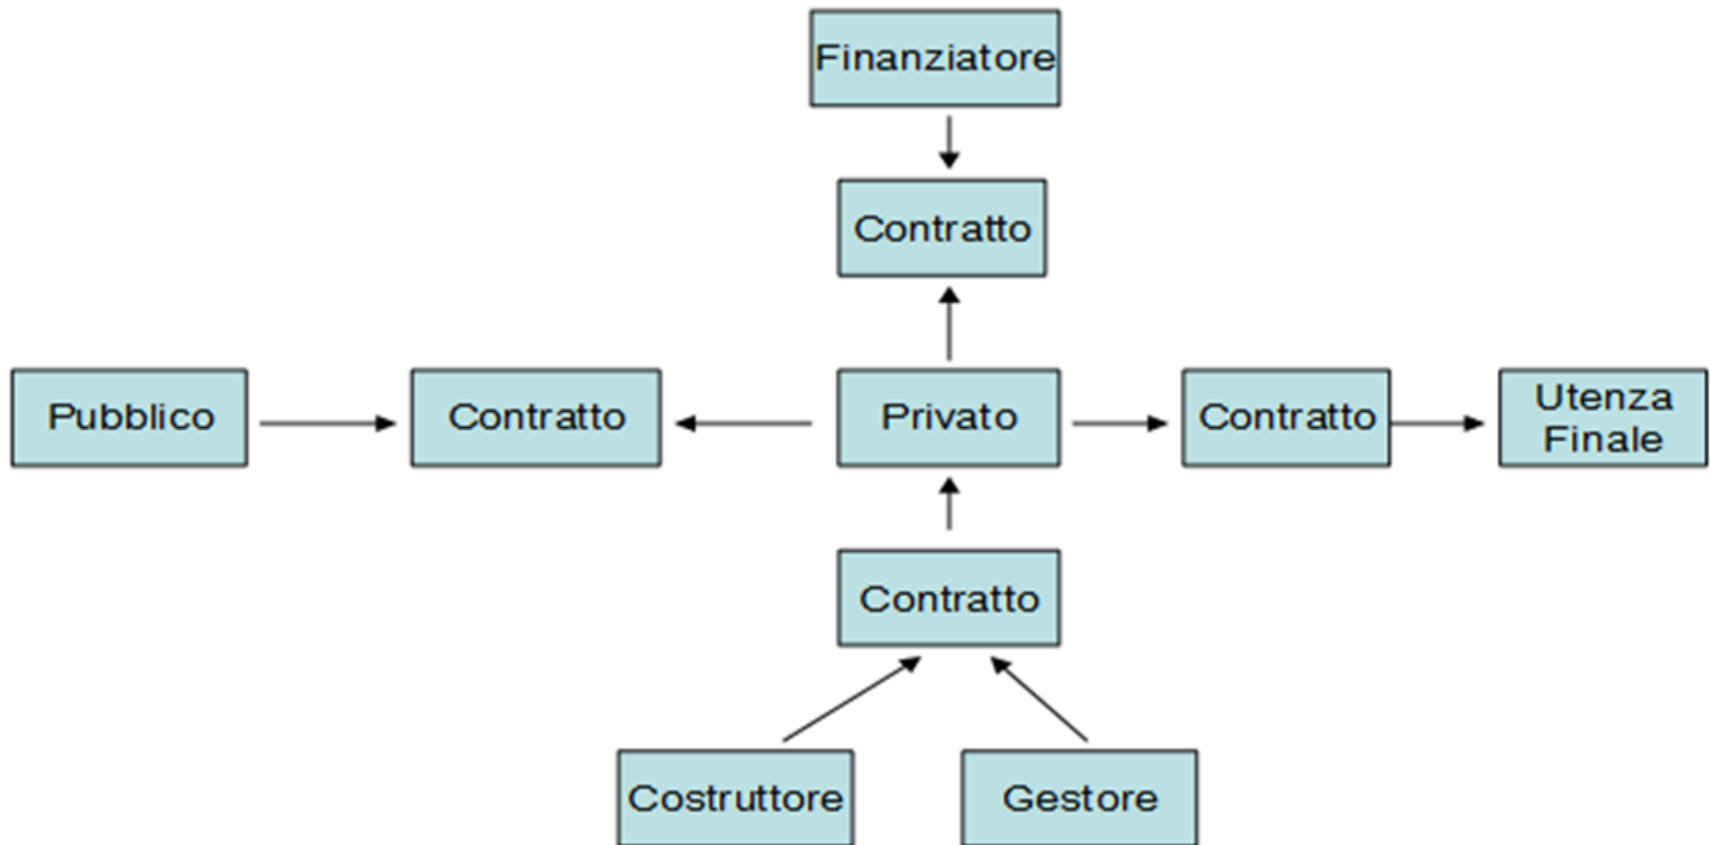 Finanziatore
Contratto
Pubblico
Contratto
Privato
Contratto
Utenza
Finale
Contratto
Costruttore
Gestore